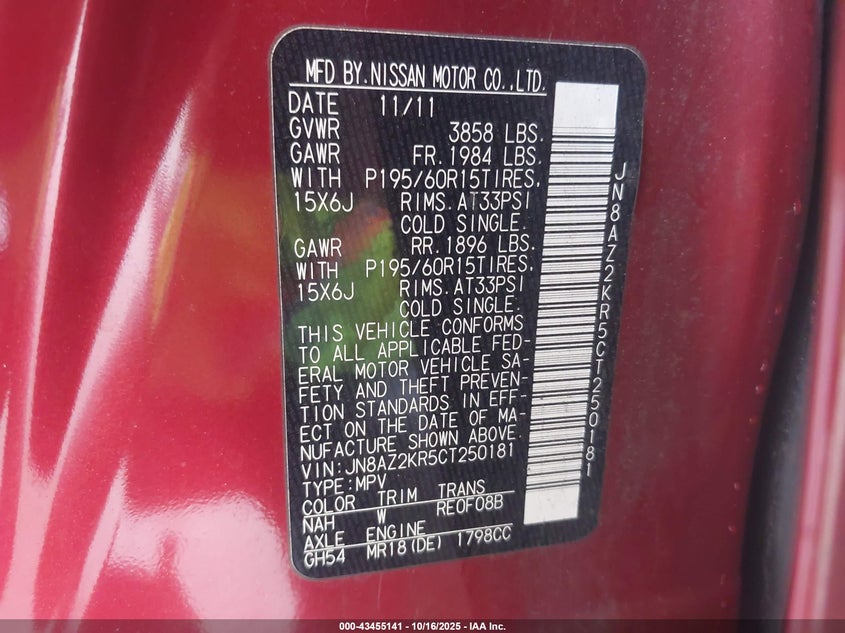 MFD BY.NISSAN MOTOR CO.,LTD.
DATE 11/11
GVWR 3858 LBS.
GAWR FR.1984 LBS.
WITH P195/60R15TIRES,
15X6J RIMS.AT33PSI
COLD SINGLE.
GAWR RR.1896 LBS.
WITH P195/60R15TIRES.
15X6J RIMS.AT33PSI
COLD SINGLE.
THIS VEHICLE CONFORMS
TO ALL APPLICABLE FED-
ERAL MOTOR VEHICLE SA-
FETY AND THEFT PREVEN-
TION STANDARDS IN EFF-
ECT ON THE DATE OF MA-
NUFACTURE SHOWN ABOVE.
VIN:JN8AZ2KR5CT250181
TYPE:MPV
COLOR TRIM TRANS
NAH W RE0F08B
AXLE ENGINE
GH54 MR18(DE) 1798CC
JN8AZ2KR5CT250181
000-43455141 | 10/16/2025 | IAA Inc.